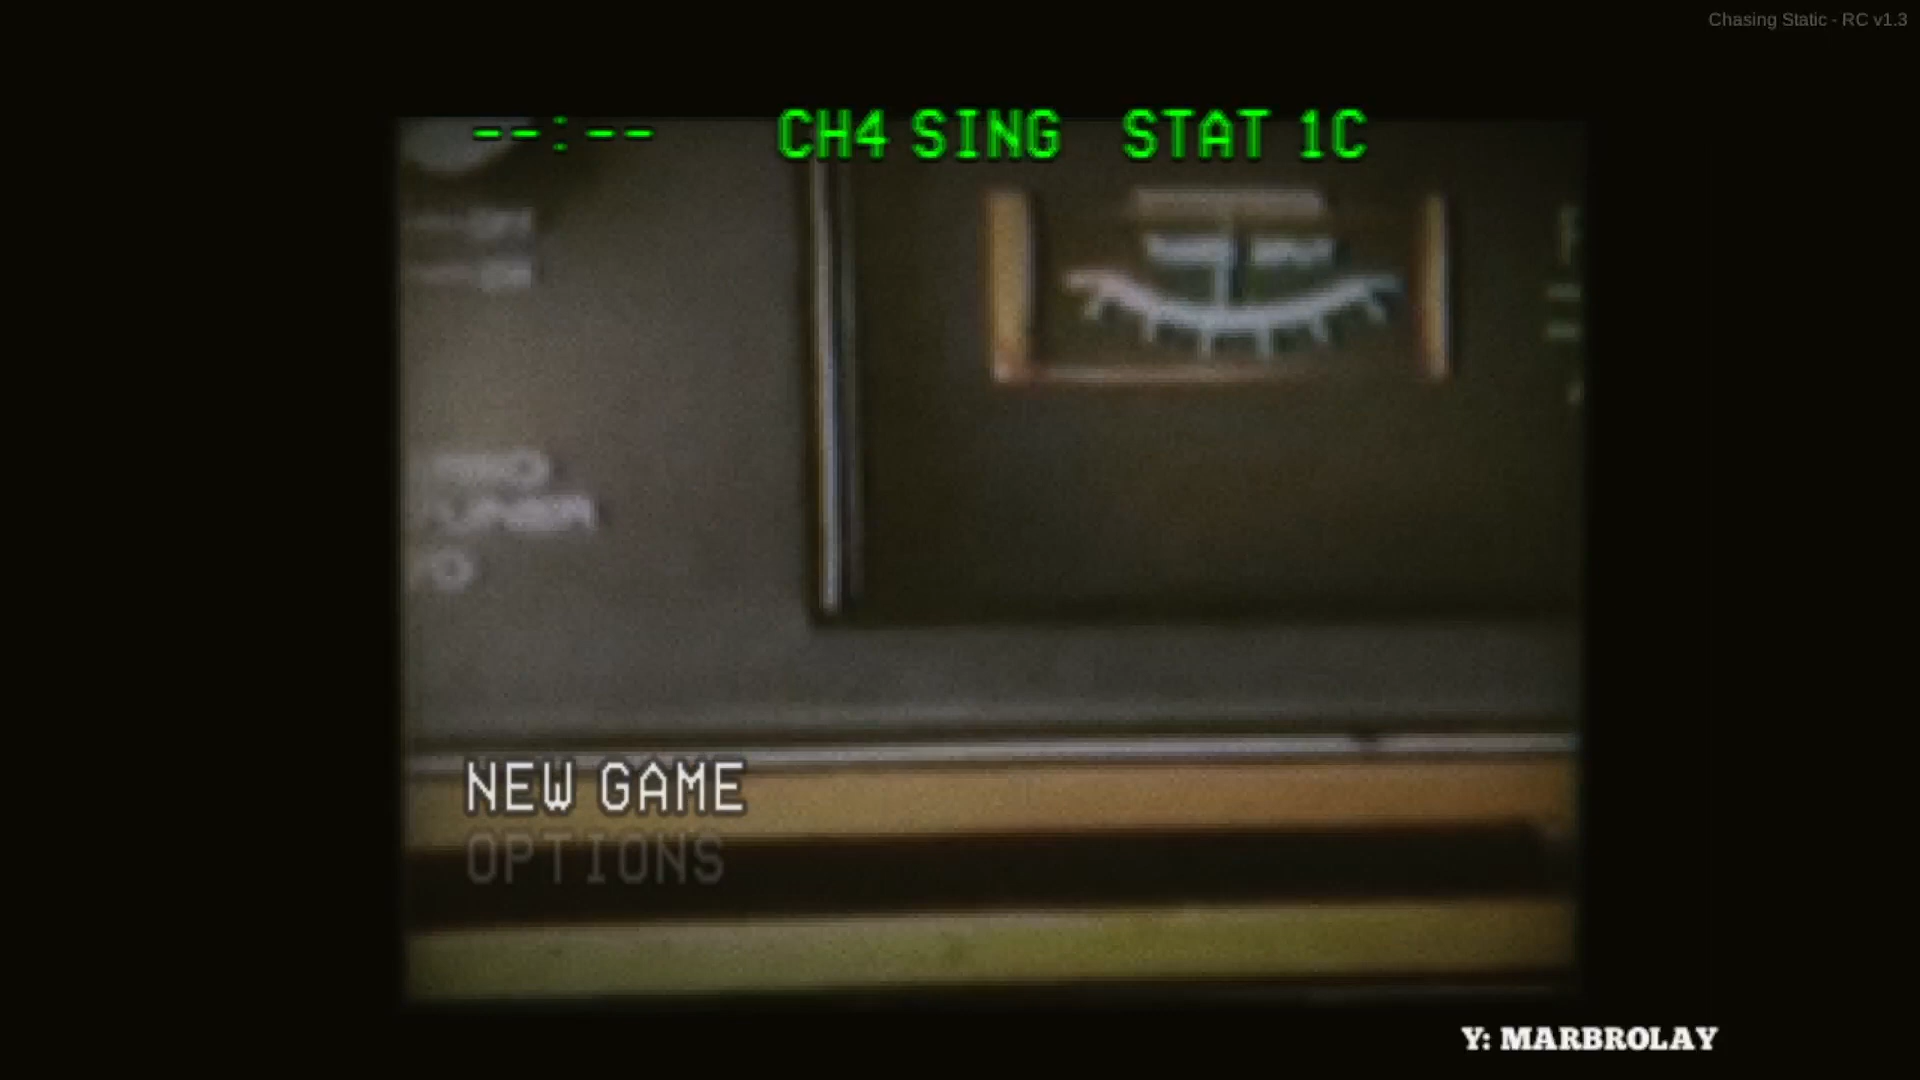 Chasing Static - RC v1.3
--:-- CH4 SING STAT 1C
NEW GAME
OPTIONS
Y: MARBROLAY